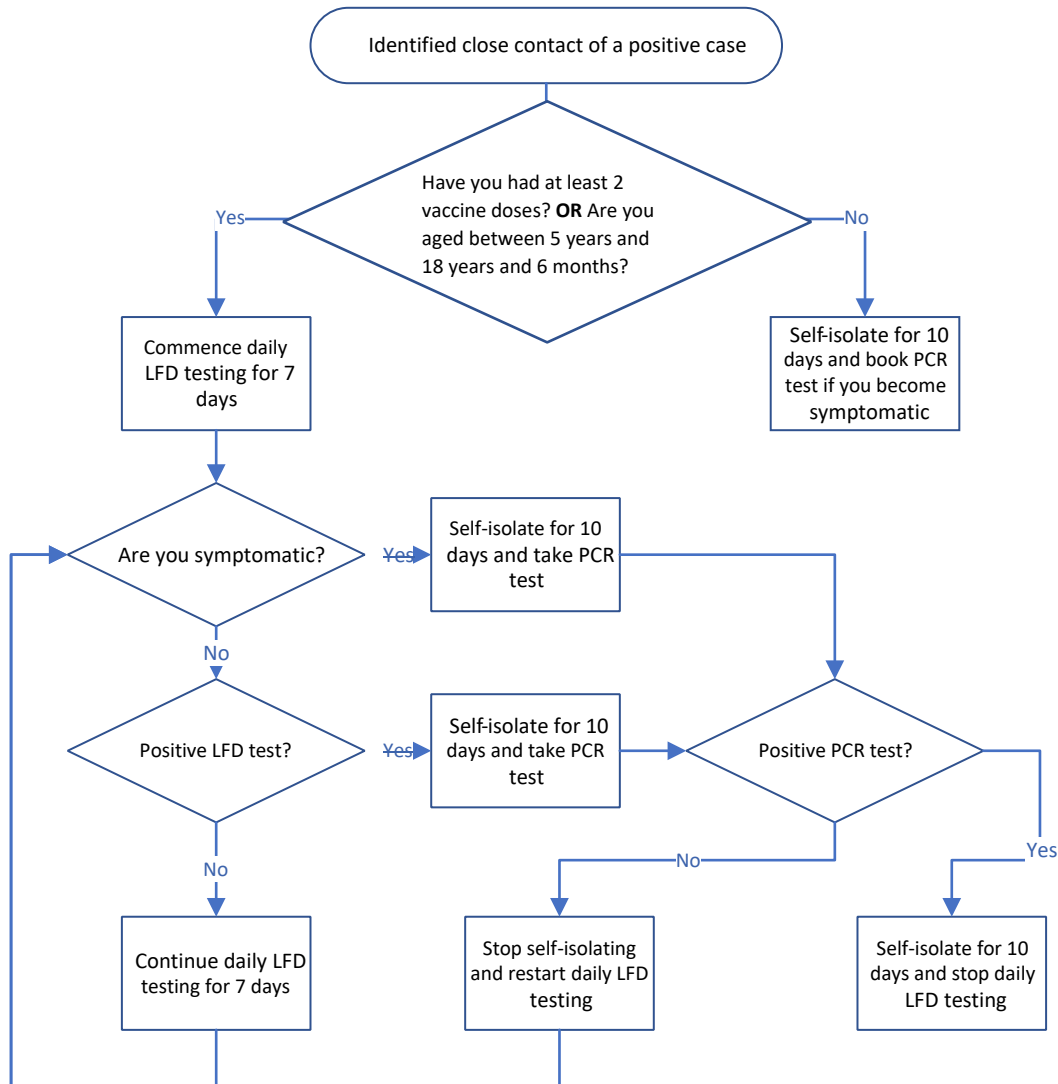 Identified close contact of a positive case
Have you had at least 2
vaccine doses? OR Are you
aged between 5 years and
18 years and 6 months?
Yes
No
Commence daily
LFD testing for 7
days
Self-isolate for 10
days and book PCR
test if you become
symptomatic
Are you symptomatic?
Yes
Self-isolate for 10
days and take PCR
test
No
Positive LFD test?
Yes
Self-isolate for 10
days and take PCR
test
Positive PCR test?
No
No
Yes
Continue daily LFD
testing for 7 days
Stop self-isolating
and restart daily LFD
testing
Self-isolate for 10
days and stop daily
LFD testing